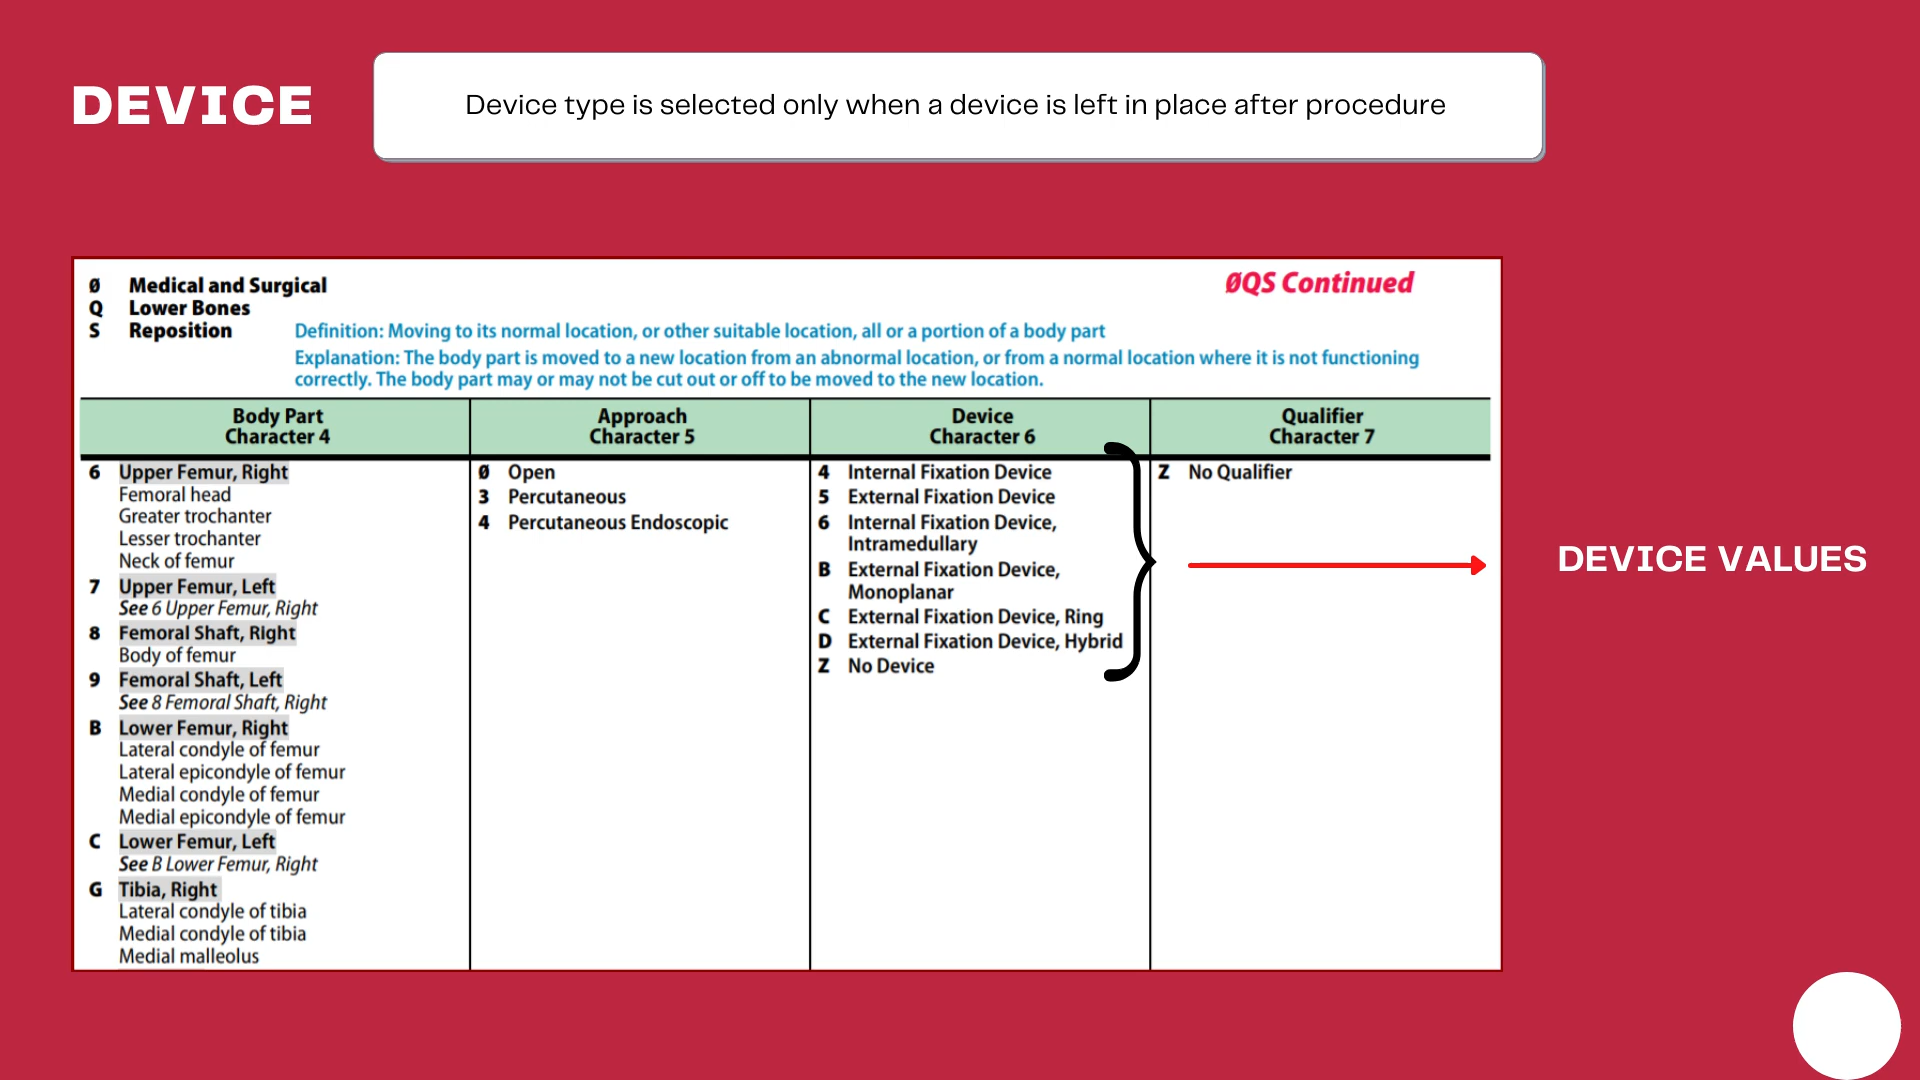 DEVICE
Device type is selected only when a device is left in place after procedure
Ø Medical and Surgical
Q Lower Bones
S Reposition
ØQS Continued
Definition: Moving to its normal location, or other suitable location, all or a portion of a body part
Explanation: The body part is moved to a new location from an abnormal location, or from a normal location where it is not functioning
correctly. The body part may or may not be cut out or off to be moved to the new location.
Body Part
Character 4
Approach
Character 5
Device
Character 6
Qualifier
Character 7
6 Upper Femur, Right
Femoral head
Greater trochanter
Lesser trochanter
Neck of femur
7 Upper Femur, Left
See 6 Upper Femur, Right
8 Femoral Shaft, Right
Body of femur
9 Femoral Shaft, Left
See 8 Femoral Shaft, Right
B Lower Femur, Right
Lateral condyle of femur
Lateral epicondyle of femur
Medial condyle of femur
Medial epicondyle of femur
C Lower Femur, Left
See B Lower Femur, Right
G Tibia, Right
Lateral condyle of tibia
Medial condyle of tibia
Medial malleolus
Ø Open
3 Percutaneous
4 Percutaneous Endoscopic
4 Internal Fixation Device
5 External Fixation Device
6 Internal Fixation Device,
Intramedullary
B External Fixation Device,
Monoplanar
C External Fixation Device, Ring
D External Fixation Device, Hybrid
Z No Device
Z No Qualifier
DEVICE VALUES